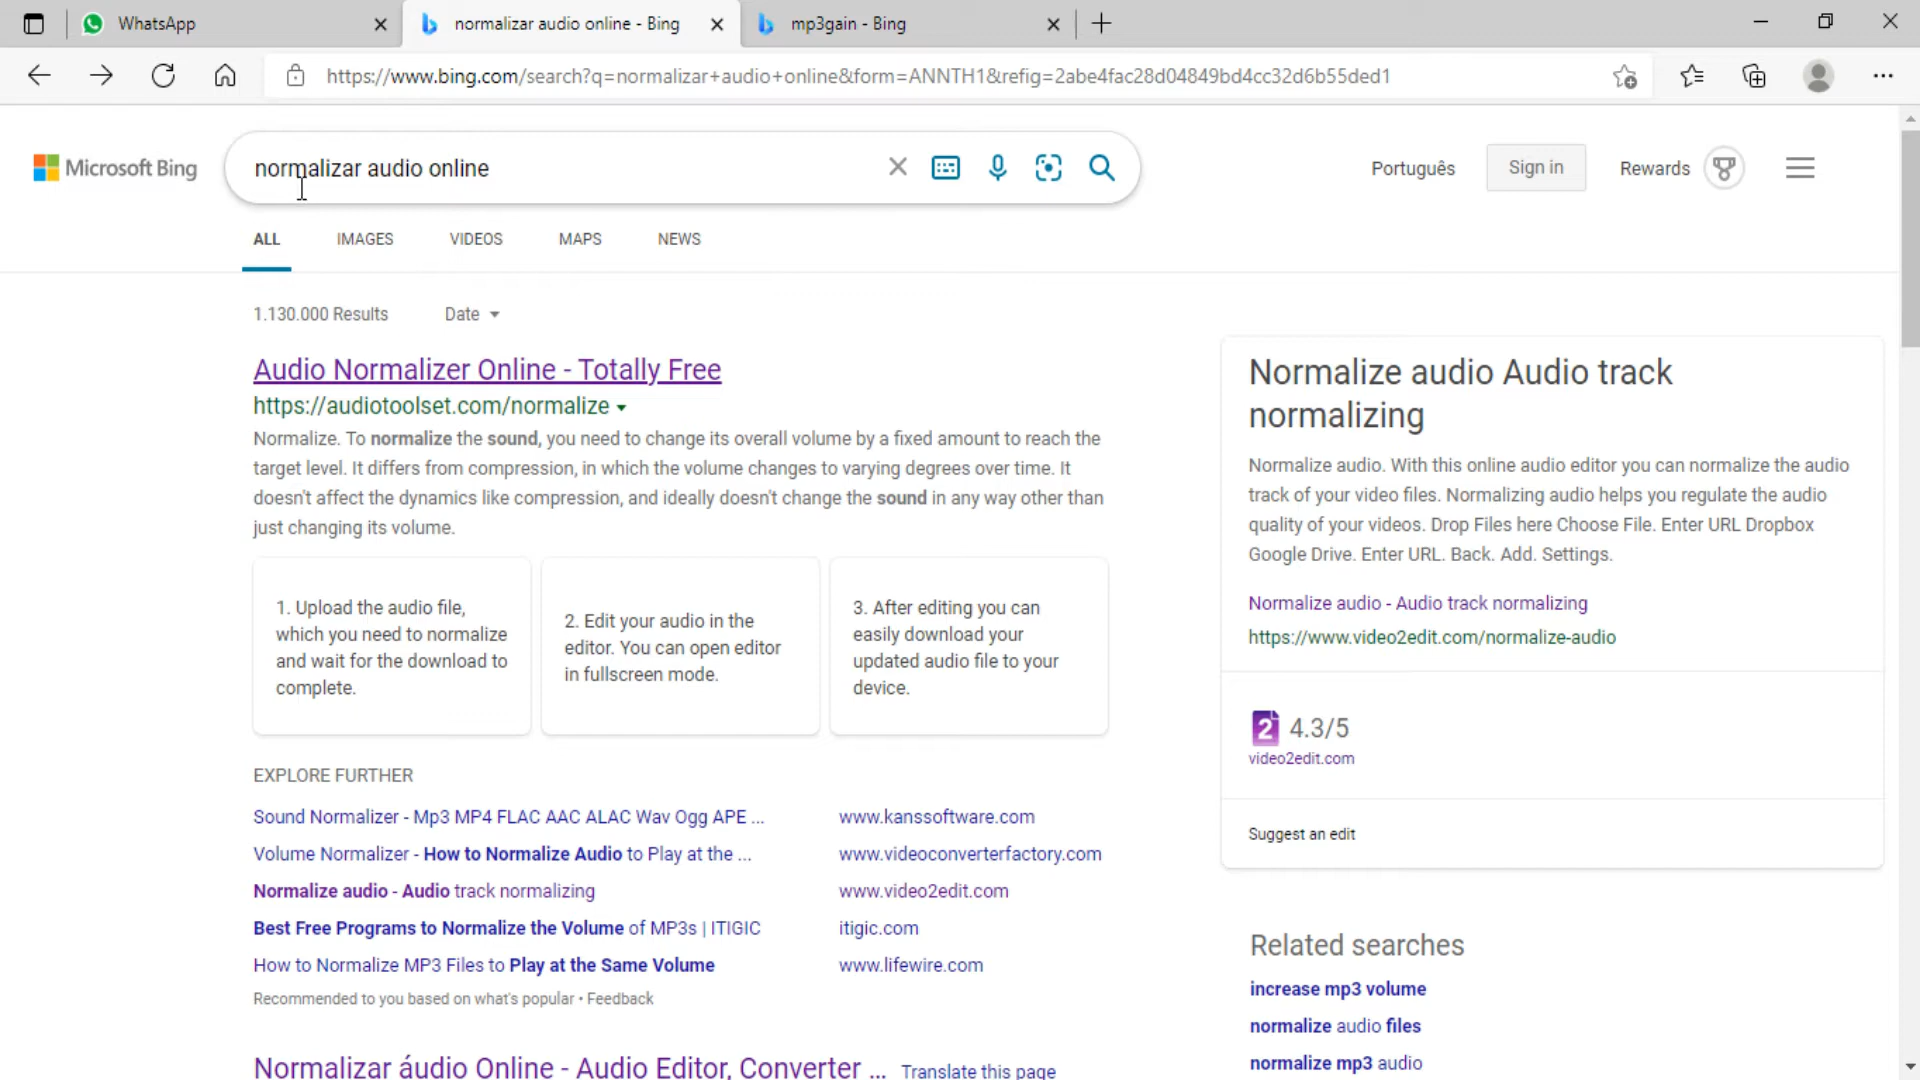 WhatsApp
normalizar audio online - Bing
mp3gain - Bing
https://www.bing.com/search?q=normalizar+audio+online&form=ANNTH1&refig=2abe4fac28d04849bd4cc32d6b55ded1
Microsoft Bing
normalizar audio online
Português
Sign in
Rewards
ALL
IMAGES
VIDEOS
MAPS
NEWS
1.130.000 Results
Date
Audio Normalizer Online - Totally Free
https://audiotoolset.com/normalize
Normalize. To normalize the sound, you need to change its overall volume by a fixed amount to reach the
target level. It differs from compression, in which the volume changes to varying degrees over time. It
doesn't affect the dynamics like compression, and ideally doesn't change the sound in any way other than
just changing its volume.
1. Upload the audio file,
which you need to normalize
and wait for the download to
complete.
2. Edit your audio in the
editor. You can open editor
in fullscreen mode.
3. After editing you can
easily download your
updated audio file to your
device.
EXPLORE FURTHER
Sound Normalizer - Mp3 MP4 FLAC AAC ALAC Wav Ogg APE ... www.kanssoftware.com
Volume Normalizer - How to Normalize Audio to Play at the ... www.videoconverterfactory.com
Normalize audio - Audio track normalizing www.video2edit.com
Best Free Programs to Normalize the Volume of MP3s | ITIGIC itigic.com
How to Normalize MP3 Files to Play at the Same Volume www.lifewire.com
Recommended to you based on what's popular • Feedback
Normalizar áudio Online - Audio Editor, Converter ... Translate this page
Normalize audio Audio track
normalizing
Normalize audio. With this online audio editor you can normalize the audio
track of your video files. Normalizing audio helps you regulate the audio
quality of your videos. Drop Files here Choose File. Enter URL Dropbox
Google Drive. Enter URL. Back. Add. Settings.
Normalize audio - Audio track normalizing
https://www.video2edit.com/normalize-audio
2 4.3/5
video2edit.com
Suggest an edit
Related searches
increase mp3 volume
normalize audio files
normalize mp3 audio